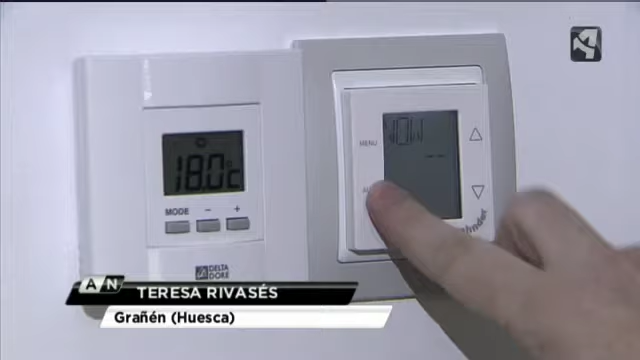 18.0°c
MODE - +
DELTA
DORE
MENU
A/N
TERESA RIVASÉS
Grañén (Huesca)